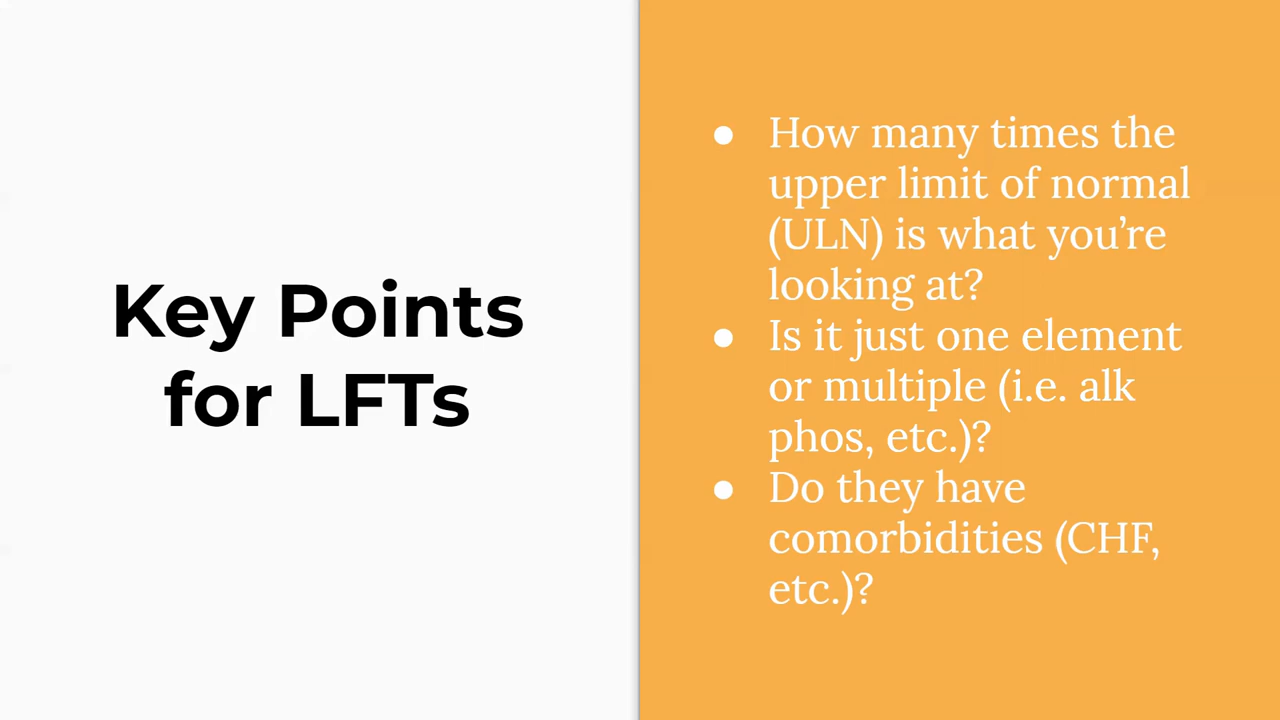 Key Points
for LFTs
● How many times the
upper limit of normal
(ULN) is what you’re
looking at?
● Is it just one element
or multiple (i.e. alk
phos, etc.)?
● Do they have
comorbidities (CHF,
etc.)?